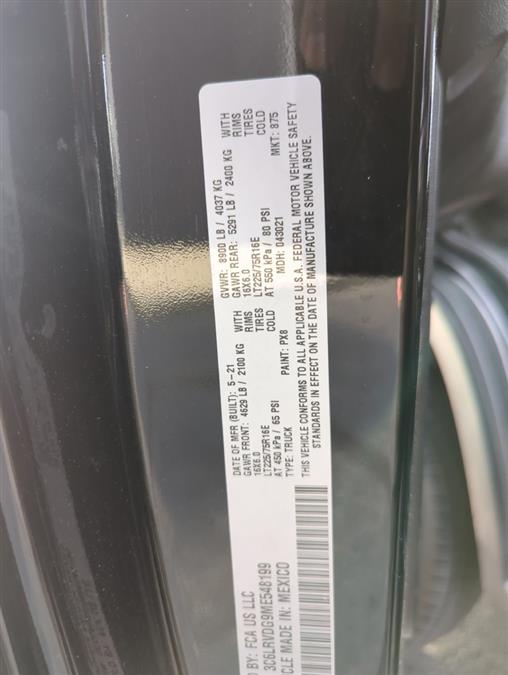 D BY: FCA US LLC
DATE OF MFR (BUILT): 5-21 GVWR: 8900 LB / 4037 KG
GAWR FRONT: 4629 LB / 2100 KG WITH GAWR REAR: 5291 LB / 2400 KG WITH
16X6.0 RIMS 16X6.0 RIMS
LT225/75R16E TIRES LT225/75R16E TIRES
AT 450 kPa / 65 PSI COLD AT 550 kPa / 80 PSI COLD
TYPE: TRUCK PAINT: PX8 MDH: 043021 MKT: 875
THIS VEHICLE CONFORMS TO ALL APPLICABLE U.S.A. FEDERAL MOTOR VEHICLE SAFETY
STANDARDS IN EFFECT ON THE DATE OF MANUFACTURE SHOWN ABOVE.
3C6LRVDG9ME548199
CLE MADE IN: MEXICO